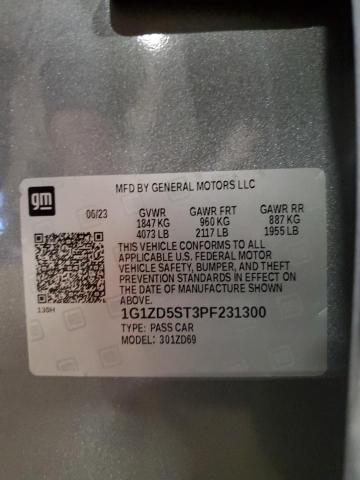 gm
MFD BY GENERAL MOTORS LLC
06/23 GVWR GAWR FRT GAWR RR
1847 KG 960 KG 887 KG
4073 LB 2117 LB 1955 LB
THIS VEHICLE CONFORMS TO ALL
APPLICABLE U.S. FEDERAL MOTOR
VEHICLE SAFETY, BUMPER, AND THEFT
PREVENTION STANDARDS IN EFFECT ON
THE DATE OF MANUFACTURE SHOWN
ABOVE.
130H
1G1ZD5ST3PF231300
TYPE: PASS CAR
MODEL: 301ZD69